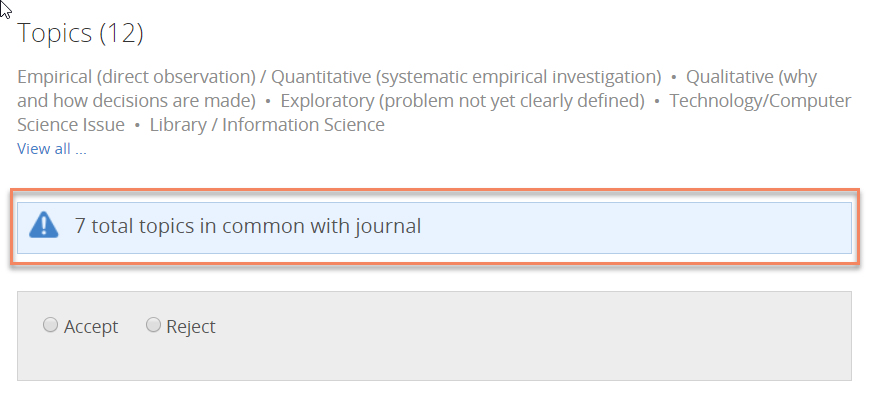 Topics (12)
Empirical (direct observation) / Quantitative (systematic empirical investigation) • Qualitative (why
and how decisions are made) • Exploratory (problem not yet clearly defined) • Technology/Computer
Science Issue • Library / Information Science
View all ...
7 total topics in common with journal
Accept Reject